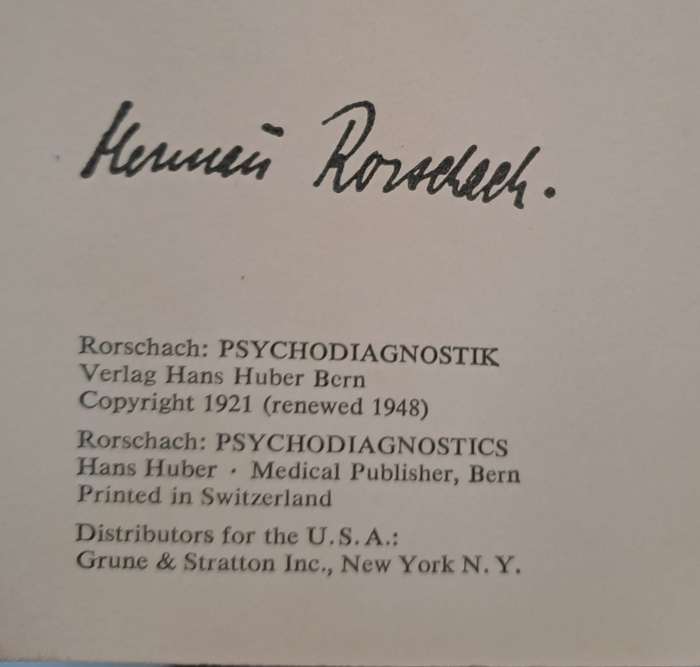 Hermann Rorschach.
Rorschach: PSYCHODIAGNOSTIK
Verlag Hans Huber Bern
Copyright 1921 (renewed 1948)
Rorschach: PSYCHODIAGNOSTICS
Hans Huber · Medical Publisher, Bern
Printed in Switzerland
Distributors for the U.S.A.:
Grune & Stratton Inc., New York N.Y.